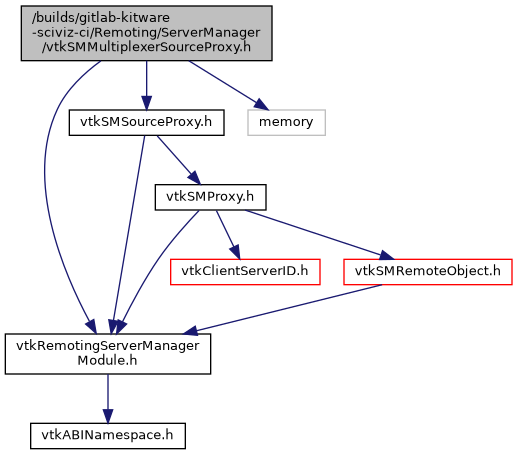 /builds/gitlab-kitware
-sciviz-ci/Remoting/ServerManager
/vtkSMMultiplexerSourceProxy.h
vtkSMSourceProxy.h
memory
vtkSMProxy.h
vtkClientServerID.h
vtkSMRemoteObject.h
vtkRemotingServerManager
Module.h
vtkABINamespace.h